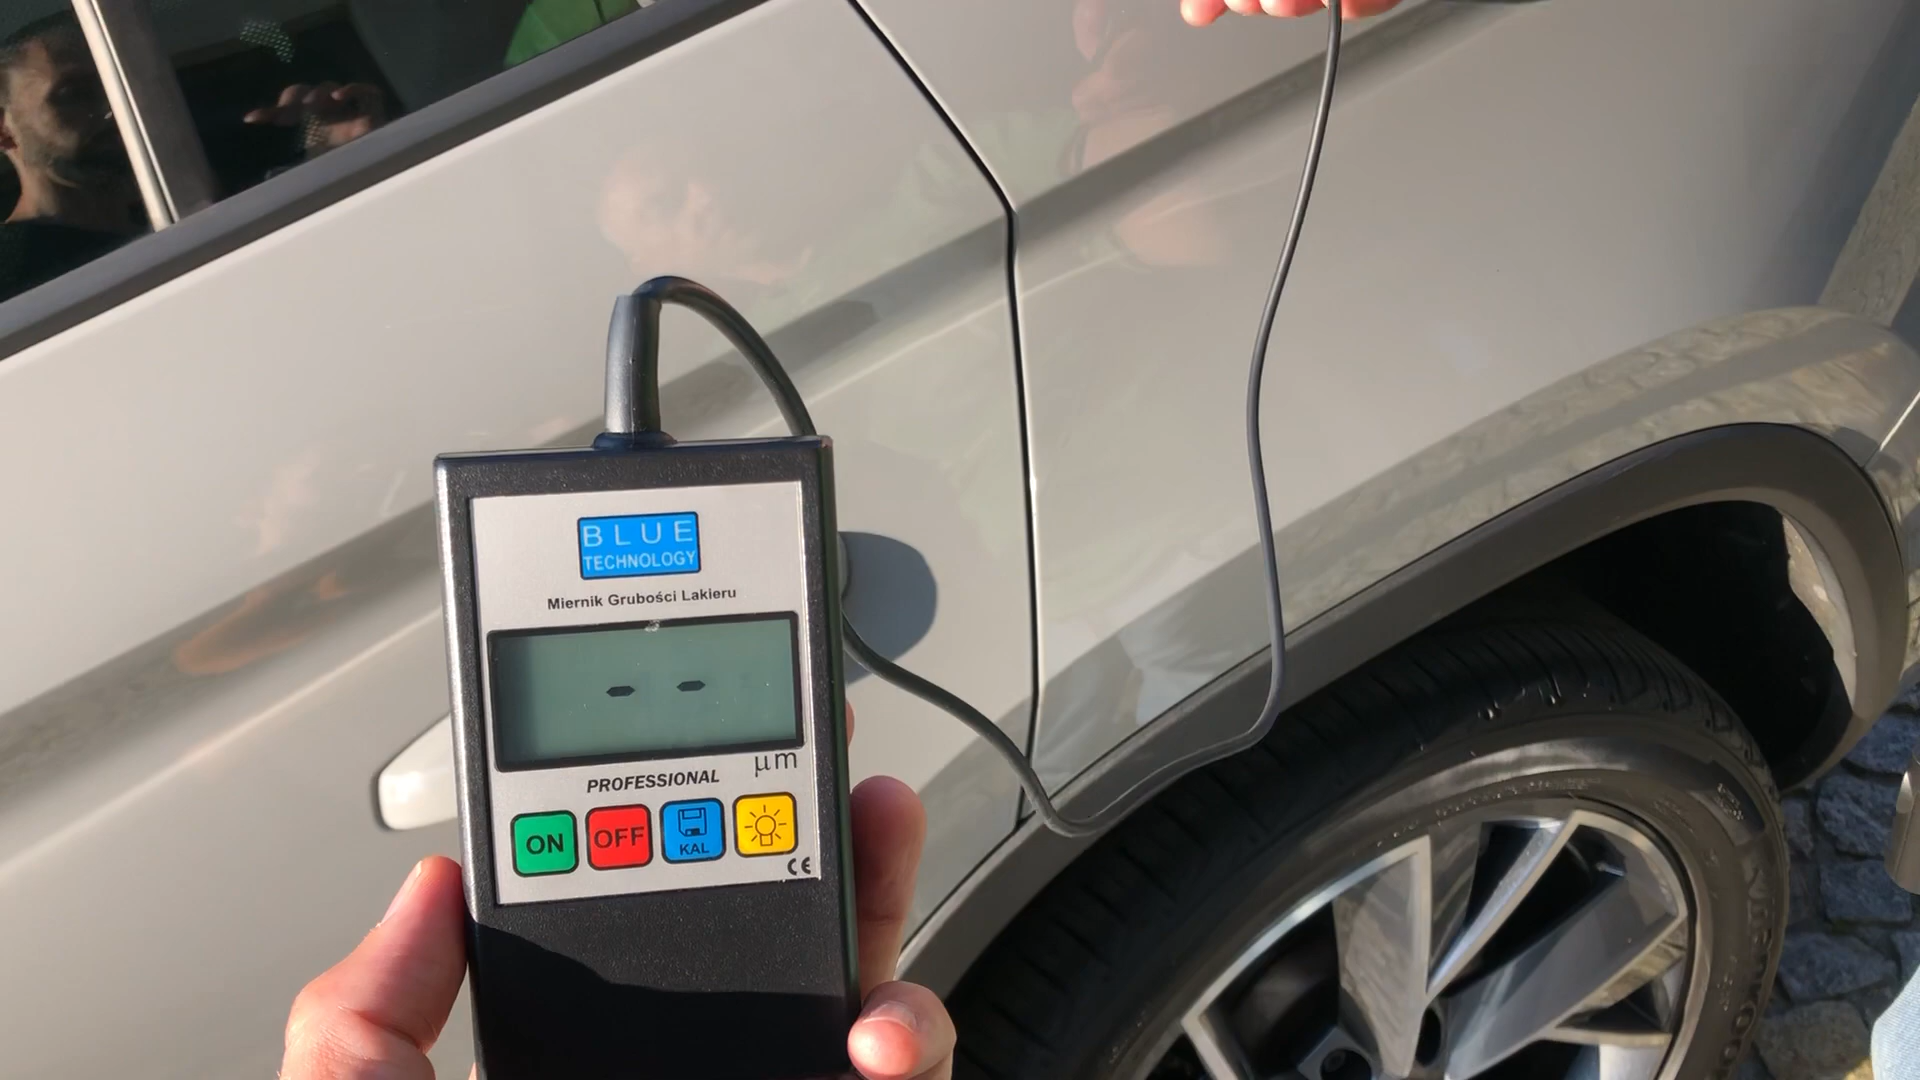 BLUE
TECHNOLOGY
Miernik Grubości Lakieru
- -
µm
PROFESSIONAL
ON
OFF
KAL
CE